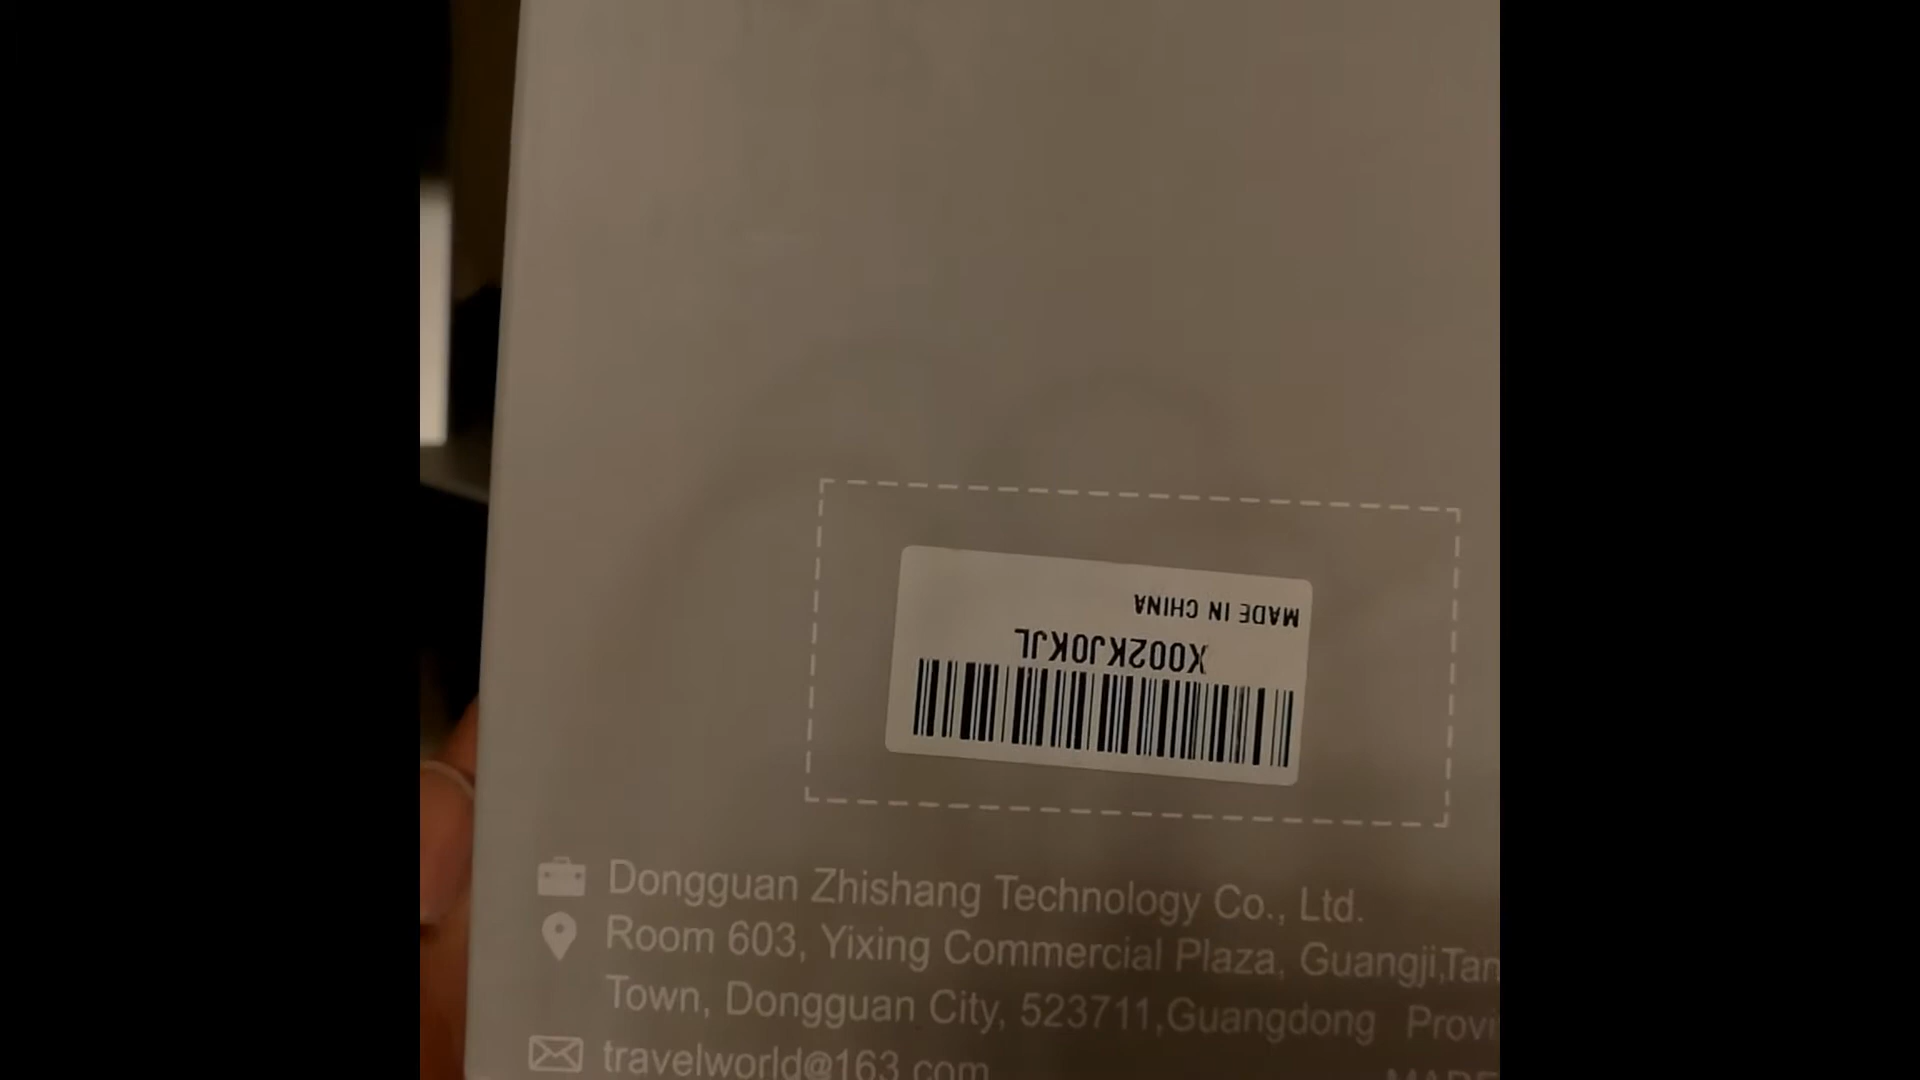 MADE IN CHINA
X002KJ0KJL
Dongguan Zhishang Technology Co., Ltd.
Room 603, Yixing Commercial Plaza, Guangji,Tan
Town, Dongguan City, 523711,Guangdong Provi
travelworld@163.com
MADE